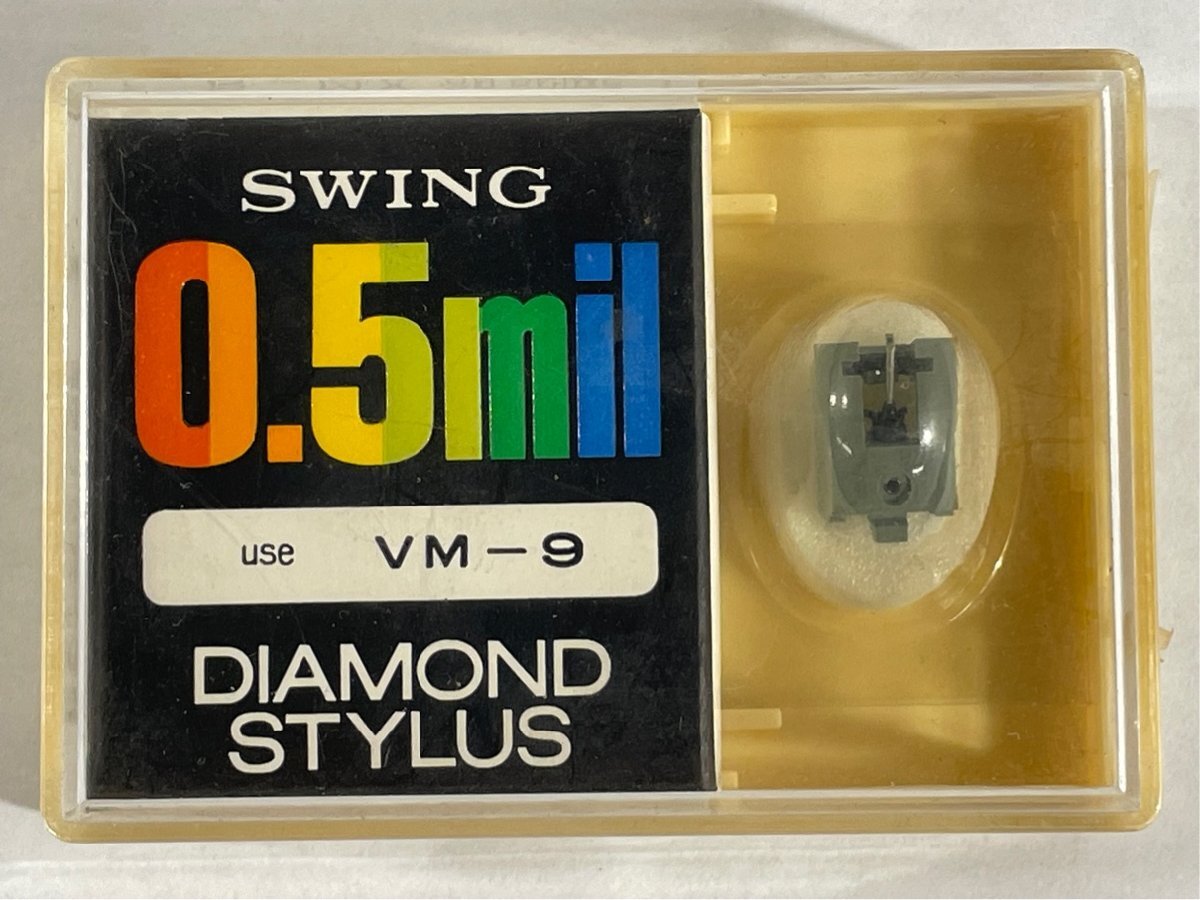 SWING
0.5mil
use VM-9
DIAMOND
STYLUS